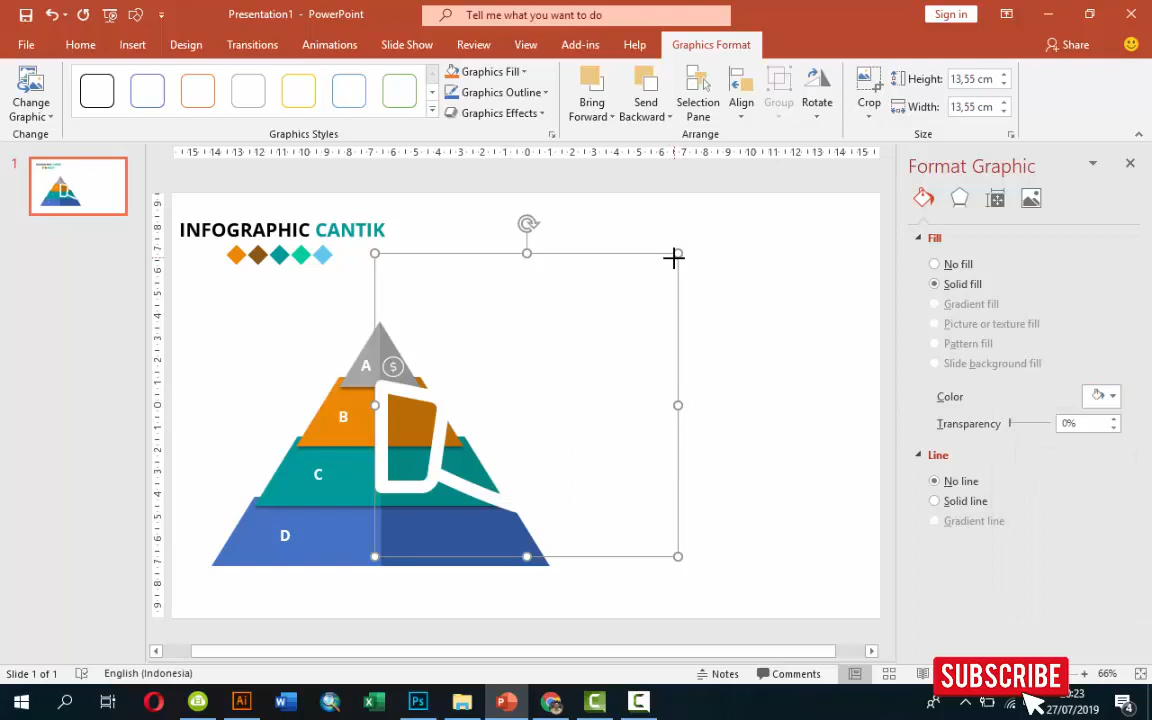 Presentation1 - PowerPoint
Tell me what you want to do
Sign in
File Home Insert Design Transitions Animations Slide Show Review View Add-ins Help Graphics Format Share
Change
Graphic
Change
Graphics Fill
Graphics Outline
Graphics Effects
Graphics Styles
Bring
Forward
Send
Backward
Selection
Pane
Align
Group
Rotate
Arrange
Crop
Height: 13,55 cm
Width: 13,55 cm
Size
1
INFOGRAPHIC CANTIK
A $
B
C
D
Format Graphic
Fill
No fill
Solid fill
Gradient fill
Picture or texture fill
Pattern fill
Slide background fill
Color
Transparency 0%
Line
No line
Solid line
Gradient line
Slide 1 of 1 English (Indonesia) Notes Comments 66%
SUBSCRIBE
27/07/2019